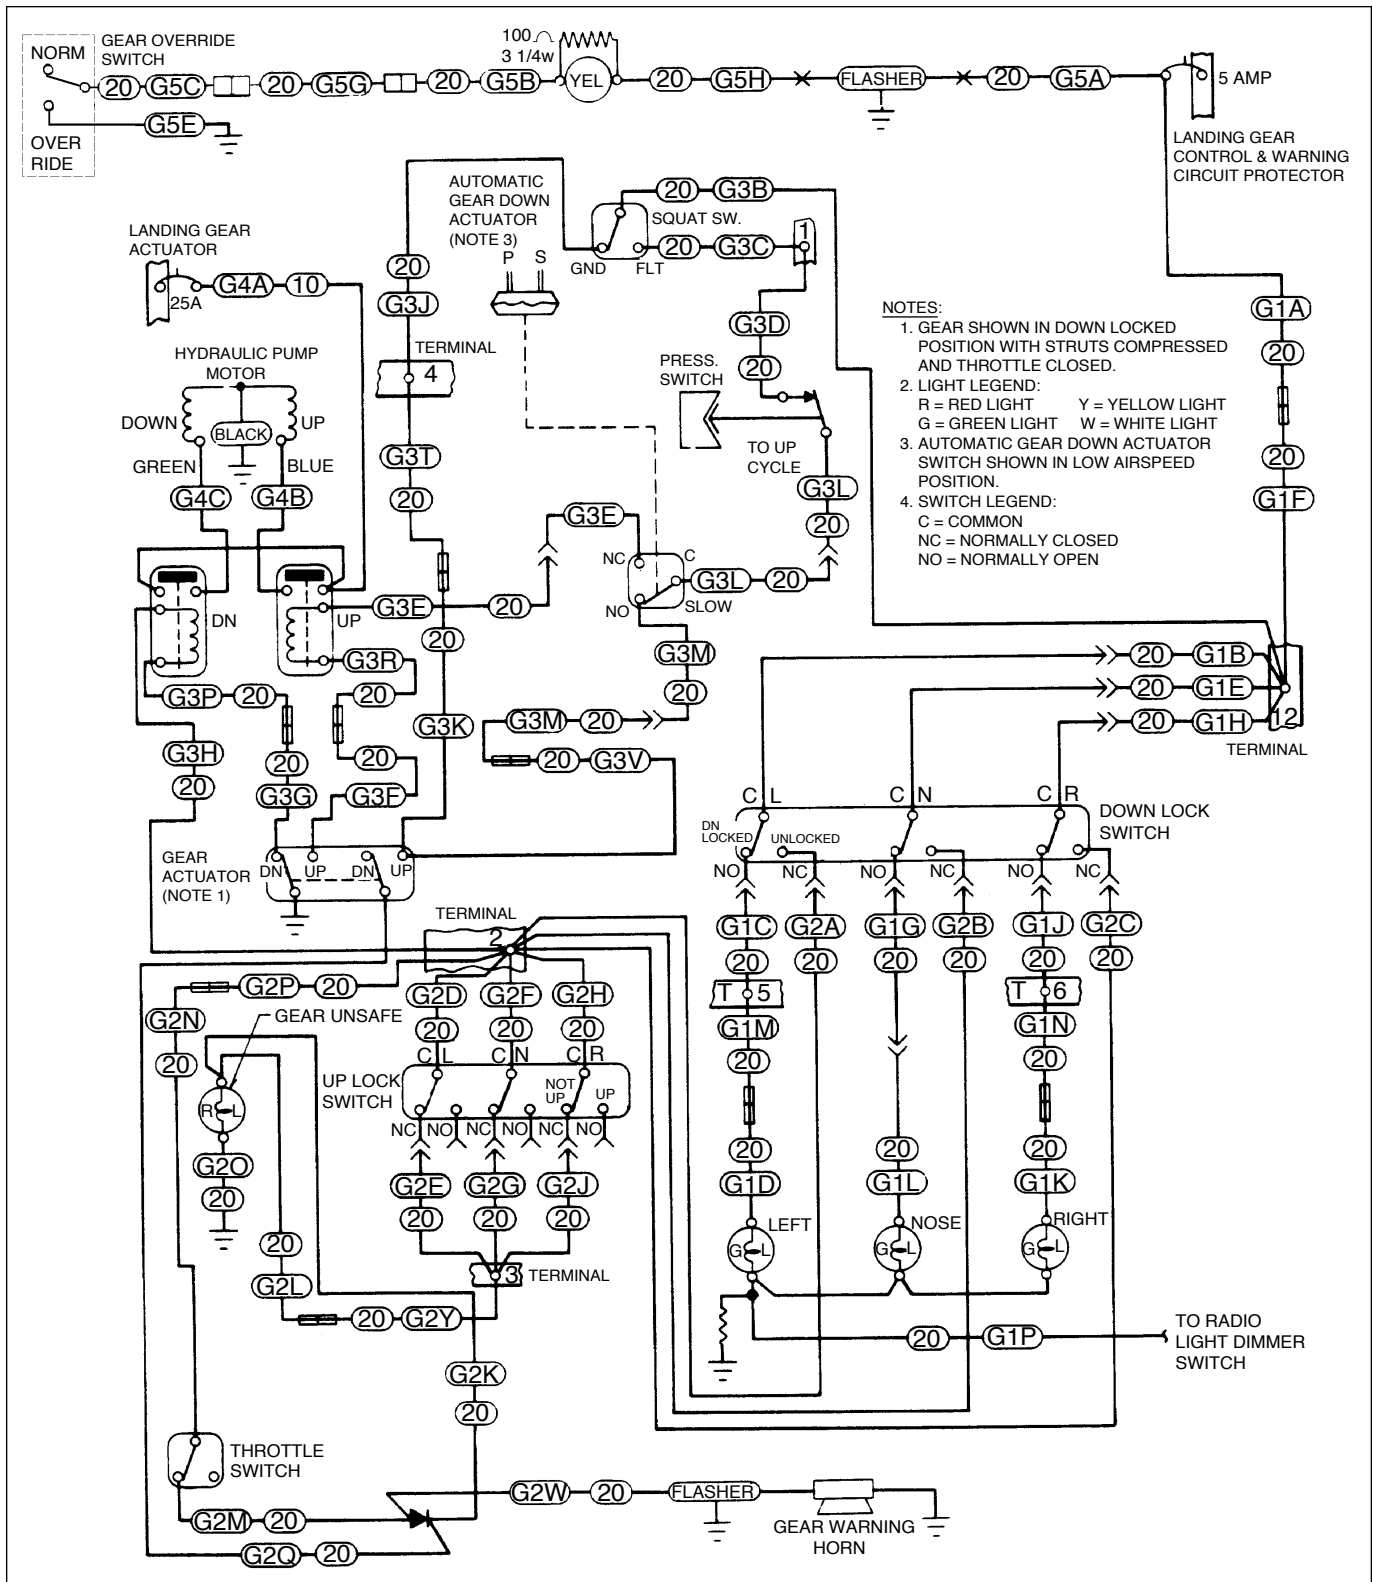 NORM
GEAR OVERRIDE
SWITCH
20 G5C 20 G5G 20 G5B
100
3 1/4w
YEL
20 G5H FLASHER 20 G5A
5 AMP
G5E
OVER
RIDE
LANDING GEAR
CONTROL & WARNING
CIRCUIT PROTECTOR
LANDING GEAR
ACTUATOR
25A
G4A 10
HYDRAULIC PUMP
MOTOR
DOWN
UP
BLACK
GREEN
BLUE
G4C
G4B
DN
UP
20
G3J
TERMINAL
4
G3T
20
AUTOMATIC
GEAR DOWN
ACTUATOR
(NOTE 3)
P S
20 G3B
SQUAT SW.
20 G3C
1
GND
FLT
G3D
20
PRESS.
SWITCH
TO UP
CYCLE
G3L
20
NOTES:
1. GEAR SHOWN IN DOWN LOCKED
POSITION WITH STRUTS COMPRESSED
AND THROTTLE CLOSED.
2. LIGHT LEGEND:
R = RED LIGHT Y = YELLOW LIGHT
G = GREEN LIGHT W = WHITE LIGHT
3. AUTOMATIC GEAR DOWN ACTUATOR
SWITCH SHOWN IN LOW AIRSPEED
POSITION.
4. SWITCH LEGEND:
C = COMMON
NC = NORMALLY CLOSED
NO = NORMALLY OPEN
G1A
20
20
G1F
G3E
NC
C
NO
SLOW
G3L 20
G3E 20
20
G3K
G3M
20
G3M 20
20 G3V
G3R
20
20
G3F
G3P 20
20
G3G
G3H
20
GEAR
ACTUATOR
(NOTE 1)
DN UP DN UP
20 G1B
20 G1E
20 G1H
12
TERMINAL
C L
C N
C R
DOWN LOCK
SWITCH
DN
LOCKED
UNLOCKED
NO NC NO NC NO NC
G1C G2A G1G G2B G1J G2C
20 20 20 20 20 20
T 5
T 6
G1M
20
G1N
20
20
G1D
20
G1L
20
G1K
LEFT
NOSE
RIGHT
G L
G L
G L
20 G1P
TO RADIO
LIGHT DIMMER
SWITCH
TERMINAL
2
G2P 20
G2N
20
GEAR UNSAFE
R L
G2O
20
20
G2L
G2D G2F G2H
20 20 20
C L
C N
C R
UP LOCK
SWITCH
NOT
UP
UP
NC NO NC NO NC NO
G2E G2G G2J
20 20 20
3
TERMINAL
20 G2Y
G2K
20
THROTTLE
SWITCH
G2M 20
G2Q 20
G2W 20 FLASHER
GEAR WARNING
HORN